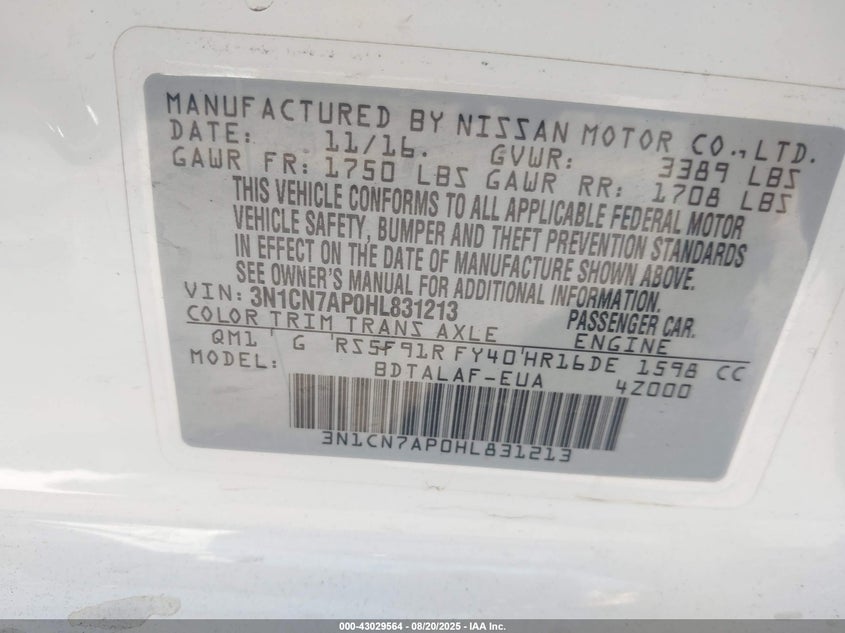 MANUFACTURED BY NISSAN MOTOR CO., LTD.
DATE: 11/16. GVWR: 3389 LBS
GAWR FR: 1750 LBS GAWR RR: 1708 LBS
THIS VEHICLE CONFORMS TO ALL APPLICABLE FEDERAL MOTOR
VEHICLE SAFETY, BUMPER AND THEFT PREVENTION STANDARDS
IN EFFECT ON THE DATE OF MANUFACTURE SHOWN ABOVE.
SEE OWNER'S MANUAL FOR ADDITIONAL INFORMATION.
VIN: 3N1CN7AP0HL831213 PASSENGER CAR.
COLOR TRIM TRANS AXLE ENGINE
QM1 G RS5F91R FY40 HR16DE 1598 CC
MODEL: BDTALAF-EUA 4Z000
3N1CN7AP0HL831213
000-43029564 - 08/20/2025 - IAA Inc.